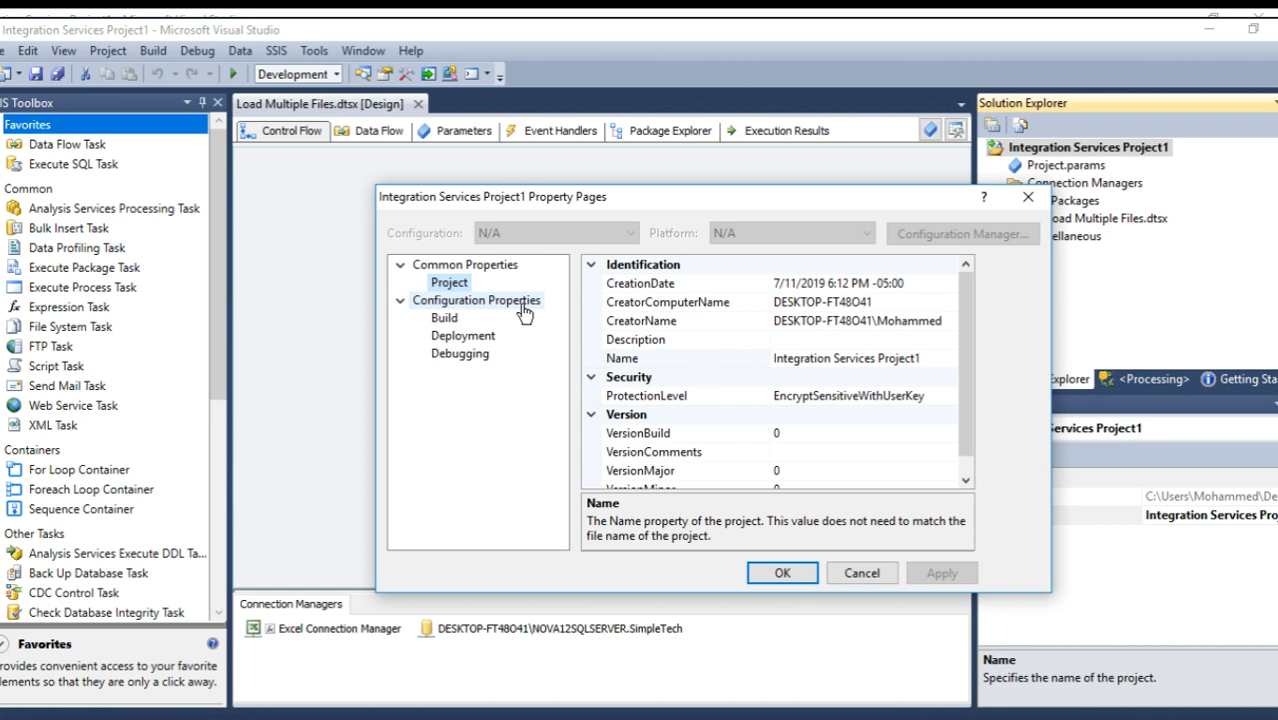 Integration Services Project1 - Microsoft Visual Studio
Edit View Project Build Debug Data SSIS Tools Window Help
Development
IS Toolbox
Favorites
Data Flow Task
Execute SQL Task
Common
Analysis Services Processing Task
Bulk Insert Task
Data Profiling Task
Execute Package Task
Execute Process Task
Expression Task
File System Task
FTP Task
Script Task
Send Mail Task
Web Service Task
XML Task
Containers
For Loop Container
Foreach Loop Container
Sequence Container
Other Tasks
Analysis Services Execute DDL Ta...
Back Up Database Task
CDC Control Task
Check Database Integrity Task
Favorites
rovides convenient access to your favorite
lements so that they are only a click away.
Load Multiple Files.dtsx [Design]
Control Flow Data Flow Parameters Event Handlers Package Explorer Execution Results
Integration Services Project1 Property Pages
Configuration: N/A Platform: N/A Configuration Manager...
Common Properties
Project
Configuration Properties
Build
Deployment
Debugging
Identification
CreationDate 7/11/2019 6:12 PM -05:00
CreatorComputerName DESKTOP-FT48O41
CreatorName DESKTOP-FT48O41\Mohammed
Description
Name Integration Services Project1
Security
ProtectionLevel EncryptSensitiveWithUserKey
Version
VersionBuild 0
VersionComments
VersionMajor 0
Name
The Name property of the project. This value does not need to match the
file name of the project.
OK Cancel Apply
Connection Managers
Excel Connection Manager DESKTOP-FT48O41\NOVA12SQLSERVER.SimpleTech
Solution Explorer
Integration Services Project1
Project.params
Connection Managers
Packages
oad Multiple Files.dtsx
ellaneous
xplorer <Processing> Getting Sta
ervices Project1
C:\Users\Mohammed\De
Integration Services Pro
Name
Specifies the name of the project.